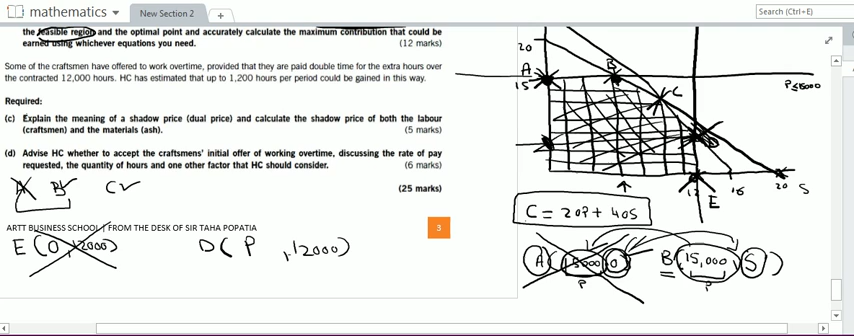 mathematics
New Section 2
+
Search (Ctrl+E)
the feasible region and the optimal point and accurately calculate the maximum contribution that could be
earned using whichever equations you need. (12 marks)
Some of the craftsmen have offered to work overtime, provided that they are paid double time for the extra hours over
the contracted 12,000 hours. HC has estimated that up to 1,200 hours per period could be gained in this way.
Required:
(c) Explain the meaning of a shadow price (dual price) and calculate the shadow price of both the labour
(craftsmen) and the materials (ash). (5 marks)
(d) Advise HC whether to accept the craftsmens' initial offer of working overtime, discussing the rate of pay
requested, the quantity of hours and one other factor that HC should consider. (6 marks)
(25 marks)
ARTT BUSINESS SCHOOL | FROM THE DESK OF SIR TAHA POPATIA
3
A B C
E (0, 12000) D( P , 12000)
20
A B
15 P≤15000
C
D
12 16 20 S
E
C = 20P + 40S
A (15000, 0) B (15,000, S)
P P